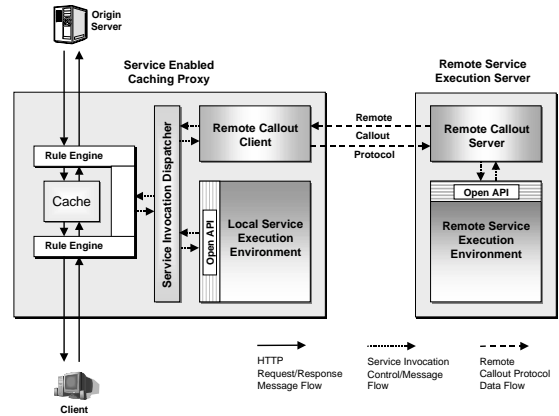 Origin
Server
Service Enabled
Caching Proxy
Remote Service
Execution Server
Rule Engine
Cache
Rule Engine
Service Invocation Dispatcher
Remote Callout
Client
Open API
Local Service
Execution
Environment
Remote
Callout
Protocol
Remote Callout
Server
Open API
Remote Service
Execution
Environment
Client
HTTP
Request/Response
Message Flow
Service Invocation
Control/Message
Flow
Remote
Callout Protocol
Data Flow